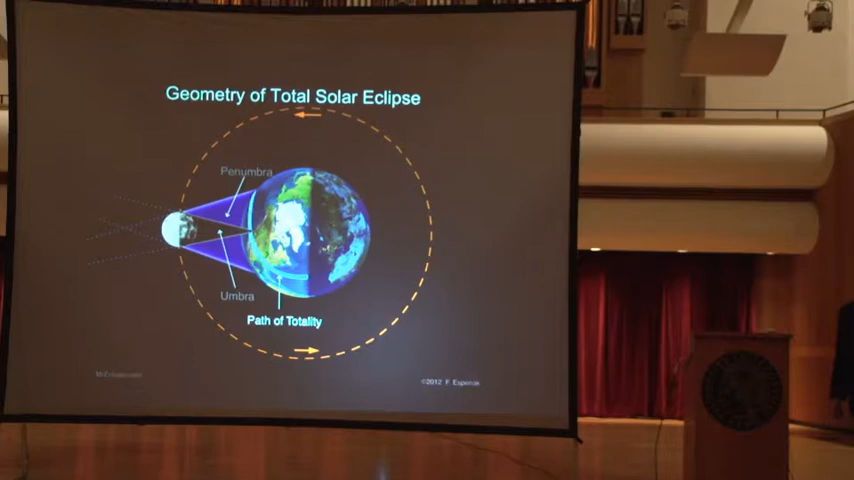 Geometry of Total Solar Eclipse
Penumbra
Umbra
Path of Totality
©2012 F. Espenak